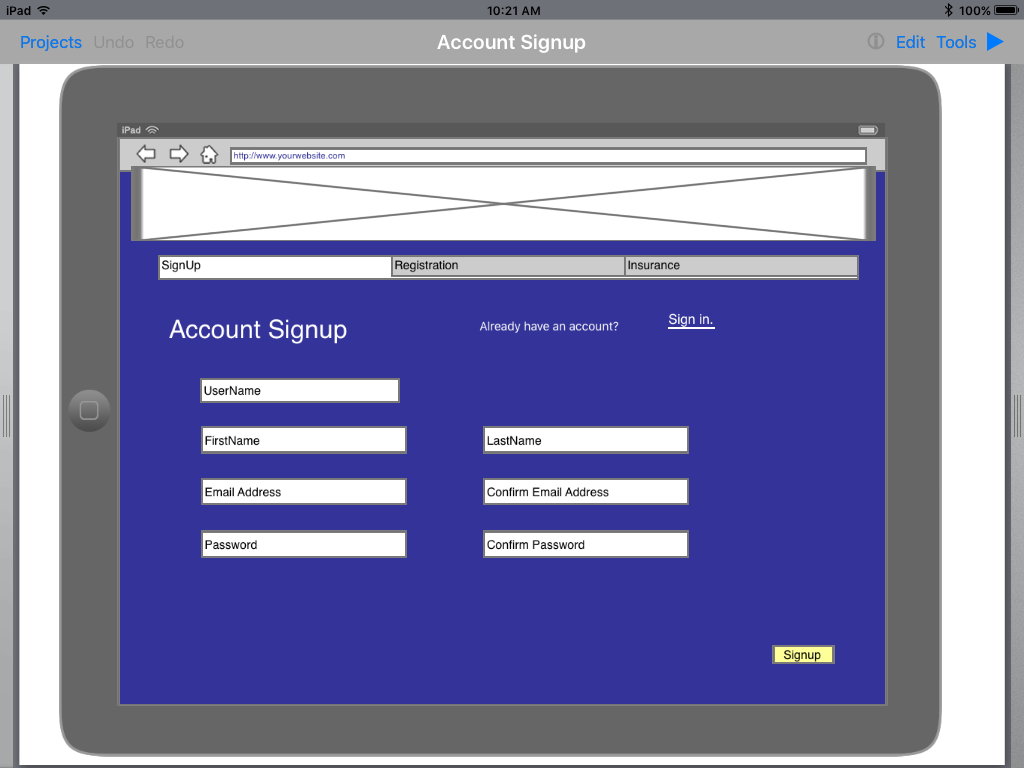 iPad 10:21 AM 100%
Projects Undo Redo Account Signup Edit Tools
iPad
http://www.yourwebsite.com
SignUp Registration Insurance
Account Signup Already have an account? Sign in.
UserName
FirstName LastName
Email Address Confirm Email Address
Password Confirm Password
Signup